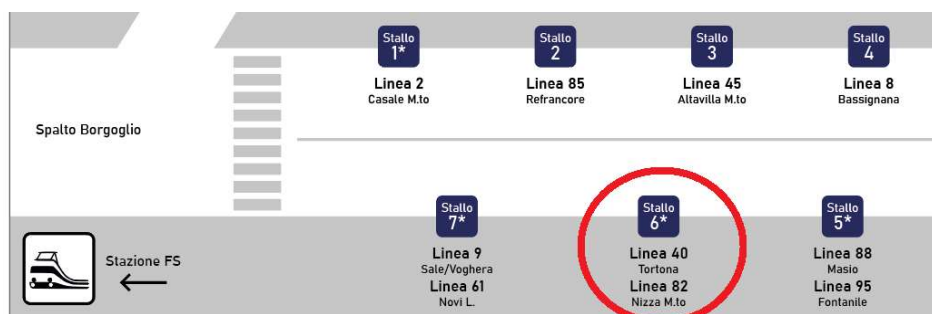 Stallo
1*
Linea 2
Casale M.to
Stallo
2
Linea 85
Refrancore
Stallo
3
Linea 45
Altavilla M.to
Stallo
4
Linea 8
Bassignana
Spalto Borgoglio
Stazione FS
Stallo
7*
Linea 9
Sale/Voghera
Linea 61
Novi L.
Stallo
6*
Linea 40
Tortona
Linea 82
Nizza M.to
Stallo
5*
Linea 88
Masio
Linea 95
Fontanile